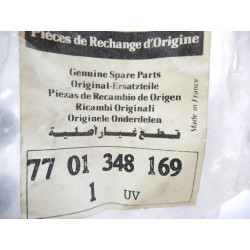 Pièces de Rechange d'Origine
Genuine Spare Parts
Original-Ersatzteile
Piezas de Recambio de Origen
Ricambi Originali
Originele Onderdelen
قطع غيار أصلية
Made in France
77 01 348 169
1 UV